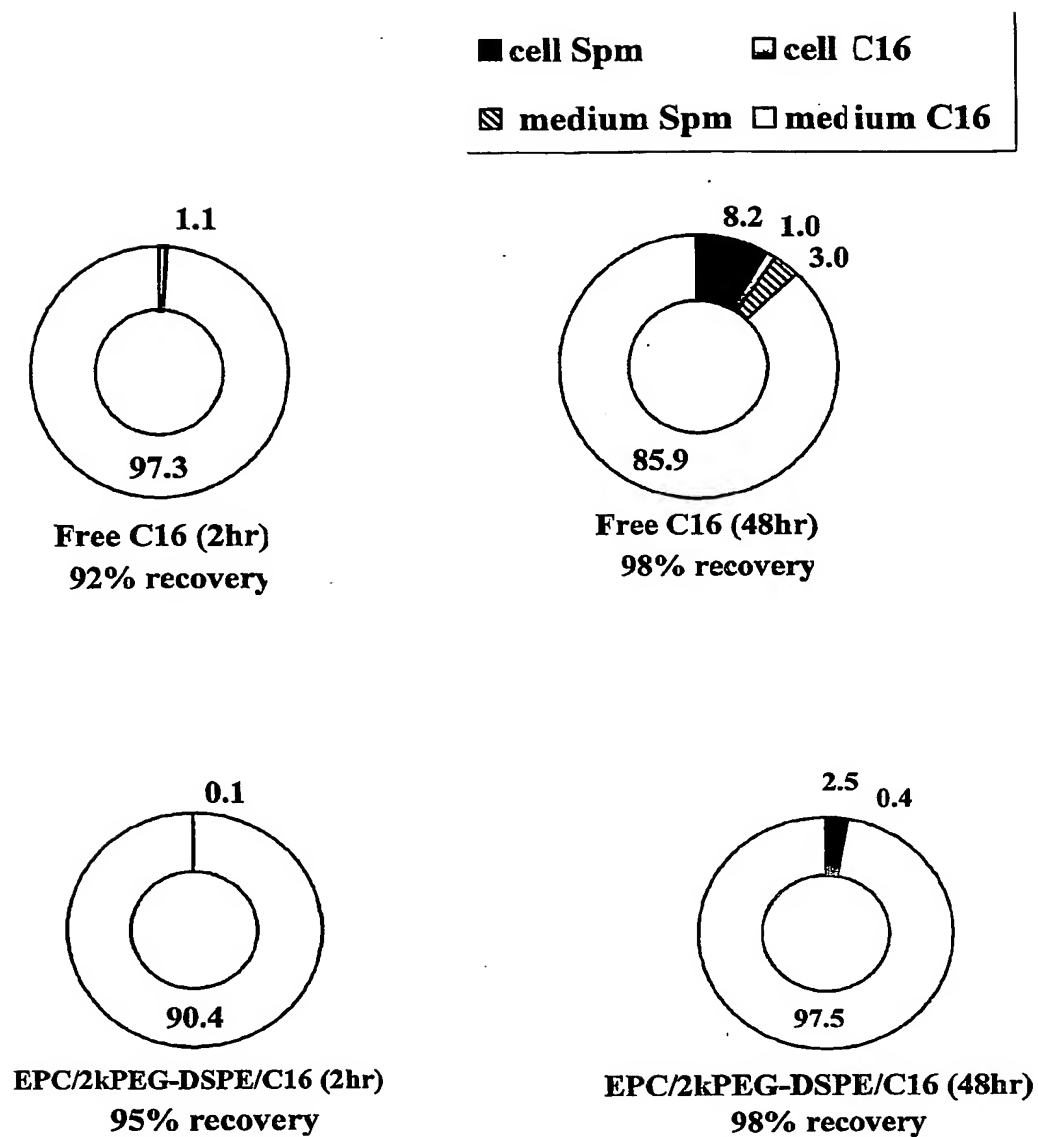 cell Spm cell C16
medium Spm medium C16
1.1
97.3
Free C16 (2hr)
92% recovery
8.2 1.0
3.0
85.9
Free C16 (48hr)
98% recovery
0.1
90.4
EPC/2kPEG-DSPE/C16 (2hr)
95% recovery
2.5 0.4
97.5
EPC/2kPEG-DSPE/C16 (48hr)
98% recovery